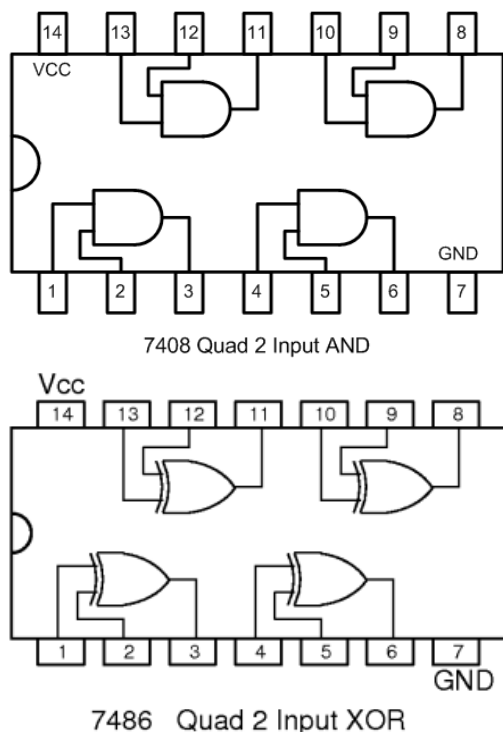 14 13 12 11 10 9 8
VCC
GND
1 2 3 4 5 6 7
7408 Quad 2 Input AND
Vcc
14 13 12 11 10 9 8
1 2 3 4 5 6 7
GND
7486 Quad 2 Input XOR